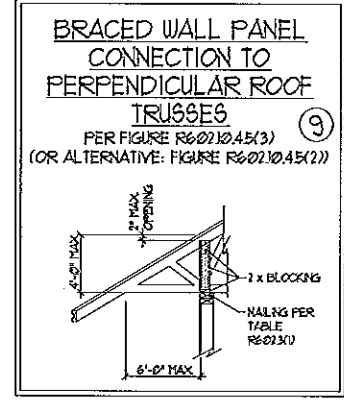 BRACED WALL PANEL
CONNECTION TO
PERPENDICULAR ROOF
TRUSSES
9
PER FIGURE R602.10.4.5(3)
(OR ALTERNATIVE: FIGURE R602.10.4.5(2))
2" MAX.
OPENING
4'-0" MAX
2 x BLOCKING
NAILING PER
TABLE
R602.3(1)
6'-0" MAX